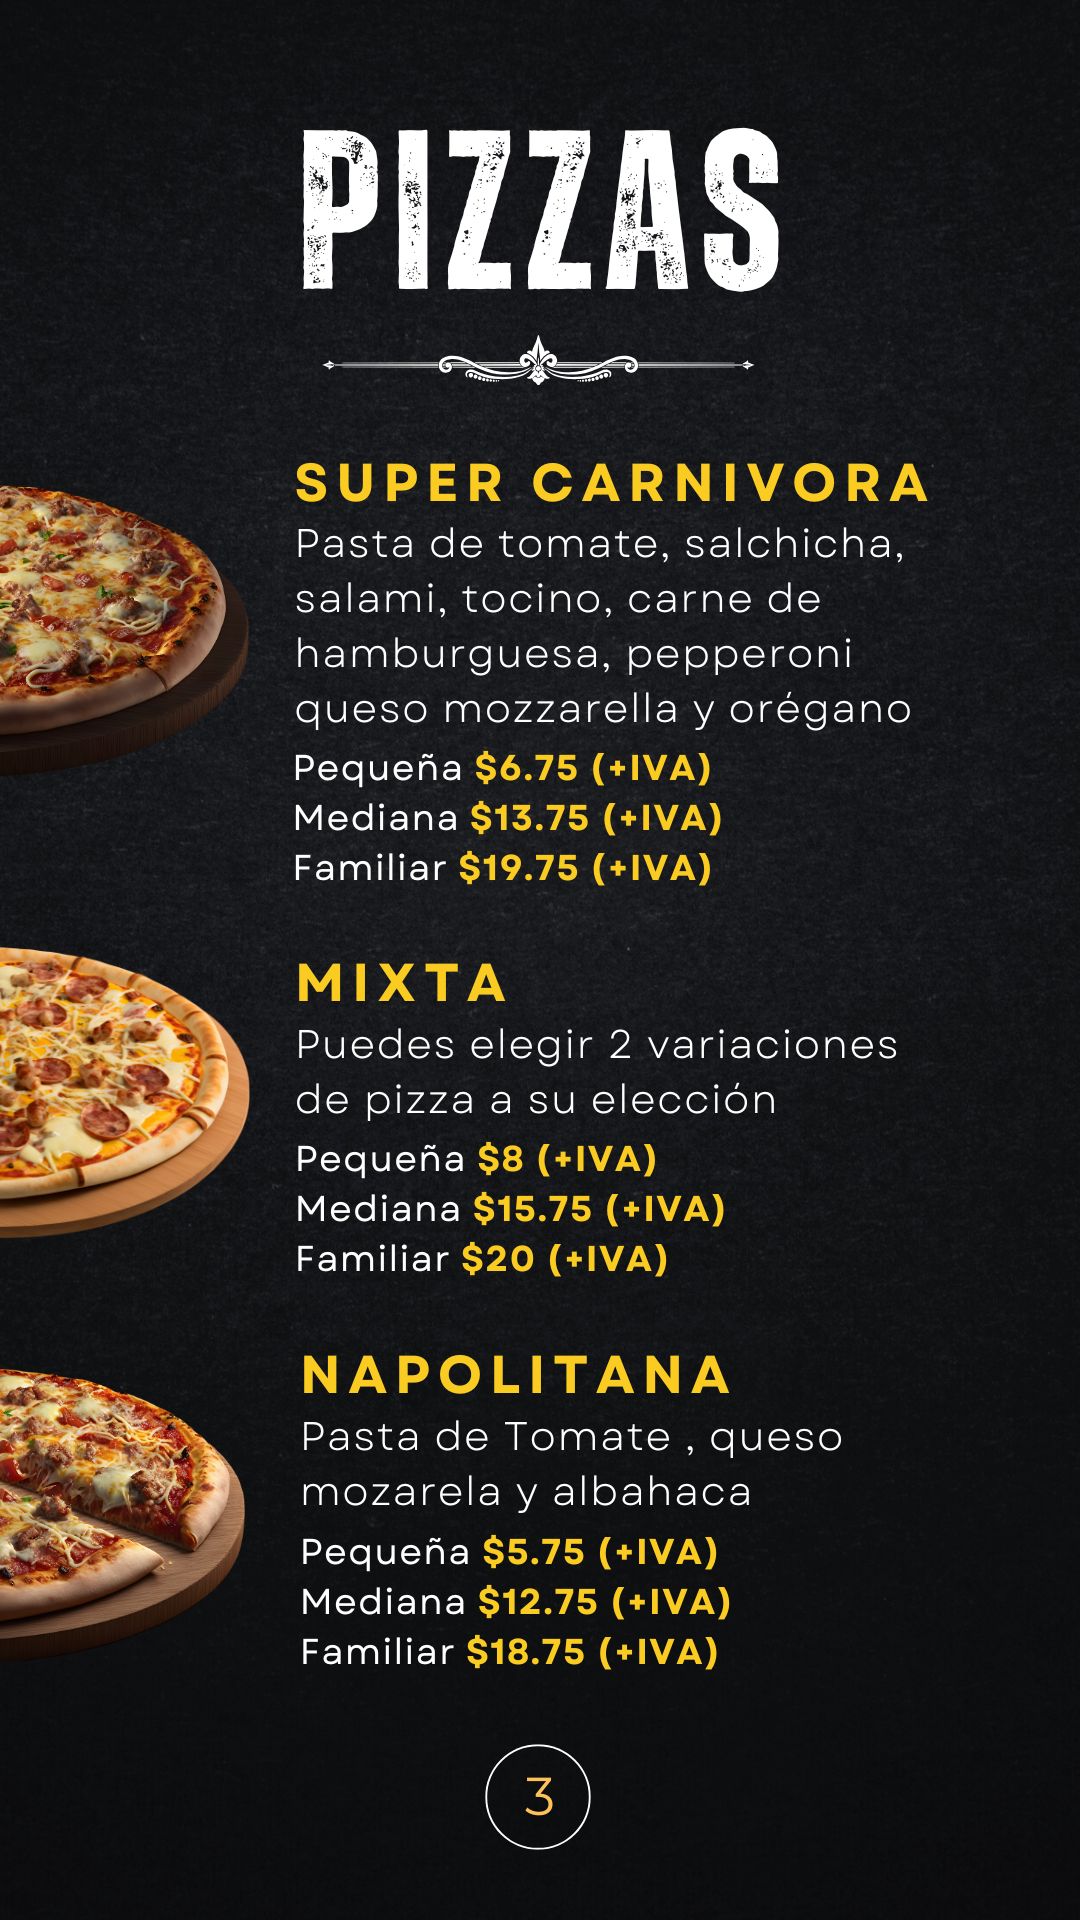 PIZZAS
SUPER CARNIVORA
Pasta de tomate, salchicha,
salami, tocino, carne de
hamburguesa, pepperoni
queso mozzarella y orégano
Pequeña $6.75 (+IVA)
Mediana $13.75 (+IVA)
Familiar $19.75 (+IVA)
MIXTA
Puedes elegir 2 variaciones
de pizza a su elección
Pequeña $8 (+IVA)
Mediana $15.75 (+IVA)
Familiar $20 (+IVA)
NAPOLITANA
Pasta de Tomate , queso
mozarela y albahaca
Pequeña $5.75 (+IVA)
Mediana $12.75 (+IVA)
Familiar $18.75 (+IVA)
3